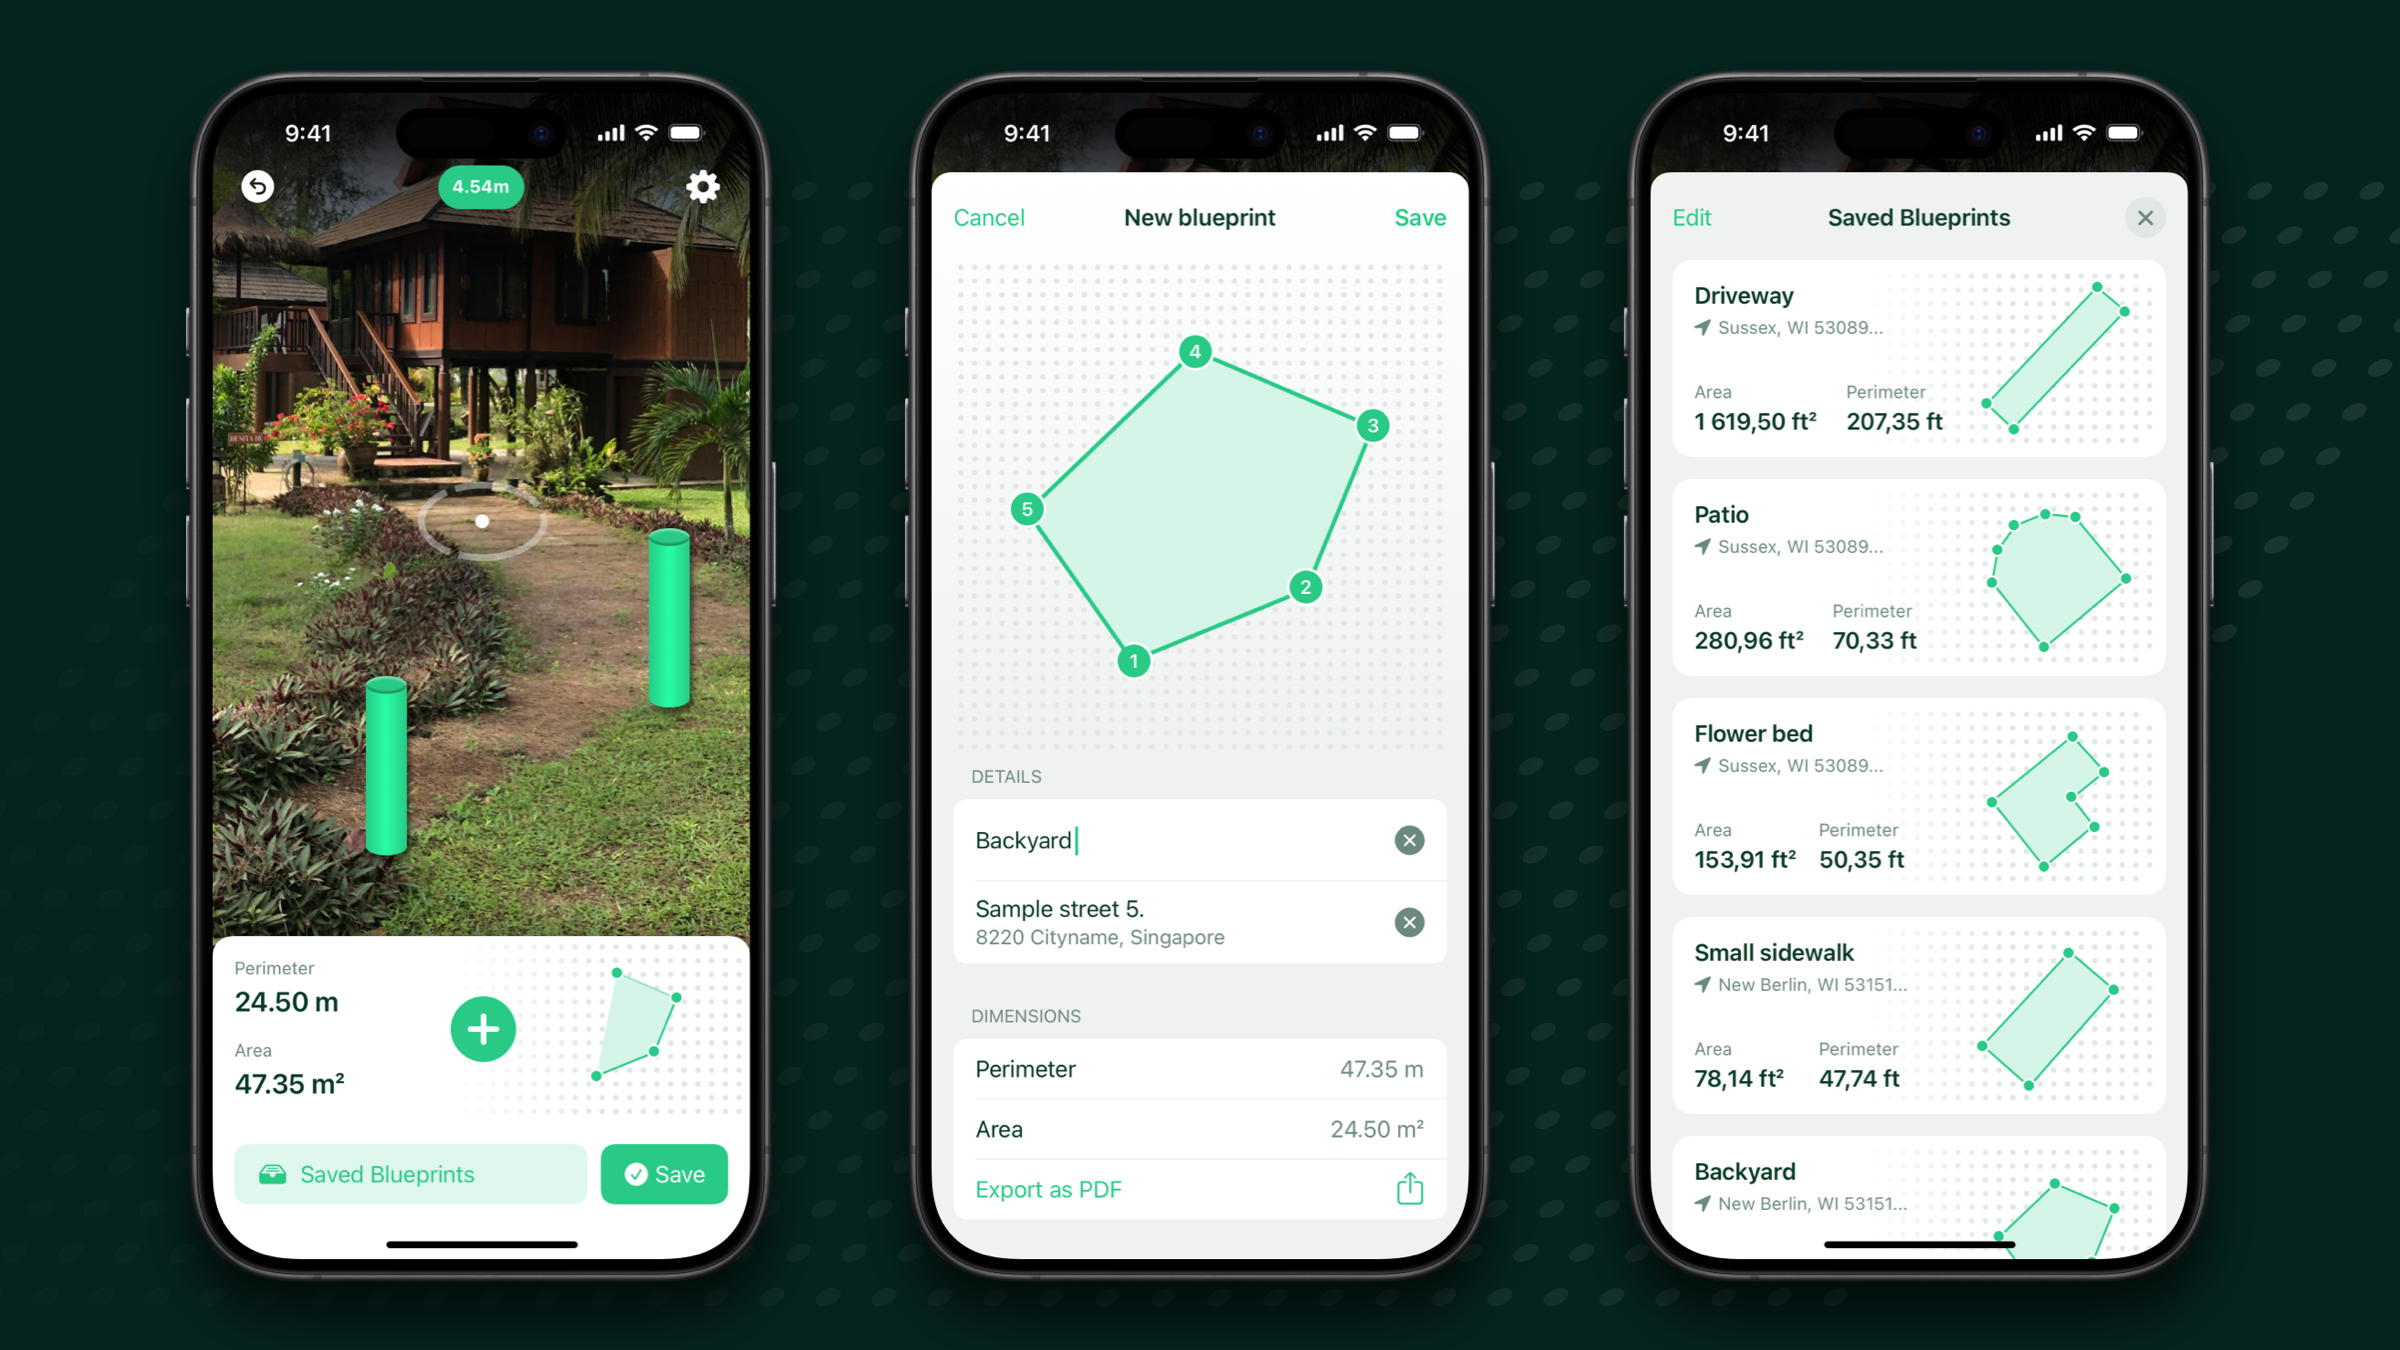 9:41
4.54m
Perimeter
24.50 m
Area
47.35 m²
Saved Blueprints
Save
9:41
Cancel
New blueprint
Save
4
3
5
2
1
DETAILS
Backyard
Sample street 5.
8220 Cityname, Singapore
DIMENSIONS
Perimeter
47.35 m
Area
24.50 m²
Export as PDF
9:41
Edit
Saved Blueprints
Driveway
Sussex, WI 53089...
Area
Perimeter
1 619,50 ft²
207,35 ft
Patio
Sussex, WI 53089...
Area
Perimeter
280,96 ft²
70,33 ft
Flower bed
Sussex, WI 53089...
Area
Perimeter
153,91 ft²
50,35 ft
Small sidewalk
New Berlin, WI 53151...
Area
Perimeter
78,14 ft²
47,74 ft
Backyard
New Berlin, WI 53151...